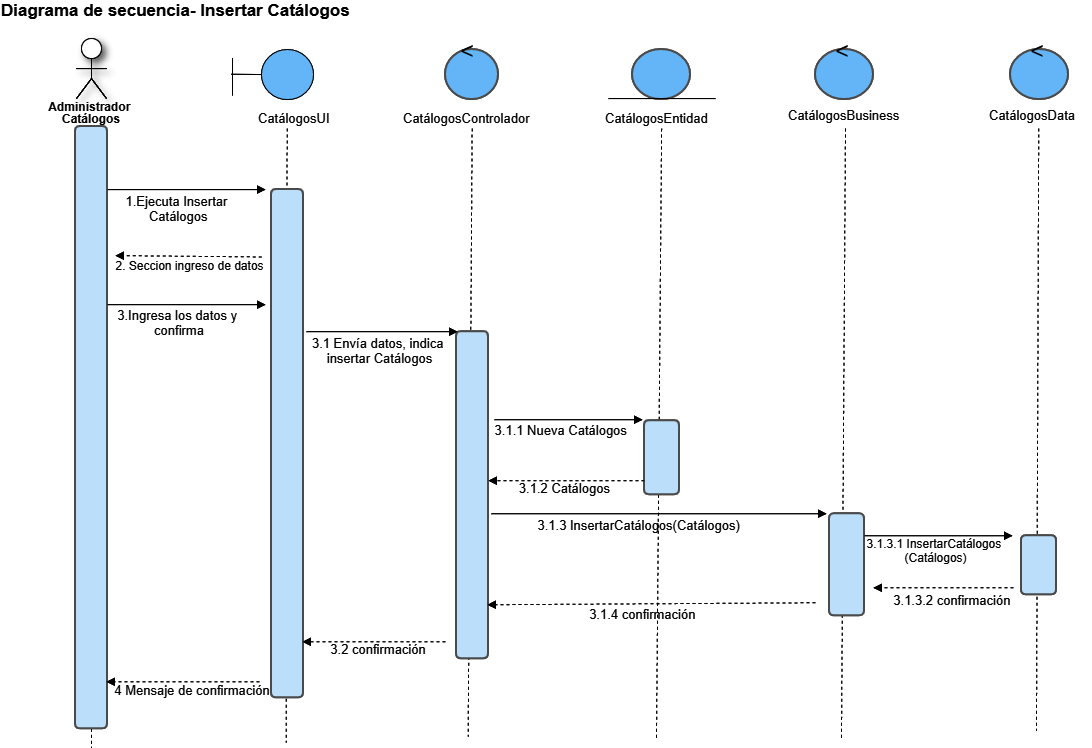 Diagrama de secuencia- Insertar Catálogos
Administrador
Catálogos
CatálogosUI
CatálogosControlador
CatálogosEntidad
CatálogosBusiness
CatálogosData
1.Ejecuta Insertar
Catálogos
2. Seccion ingreso de datos
3.Ingresa los datos y
confirma
3.1 Envía datos, indica
insertar Catálogos
3.1.1 Nueva Catálogos
3.1.2 Catálogos
3.1.3 InsertarCatálogos(Catálogos)
3.1.3.1 InsertarCatálogos
(Catálogos)
3.1.3.2 confirmación
3.1.4 confirmación
3.2 confirmación
4 Mensaje de confirmación